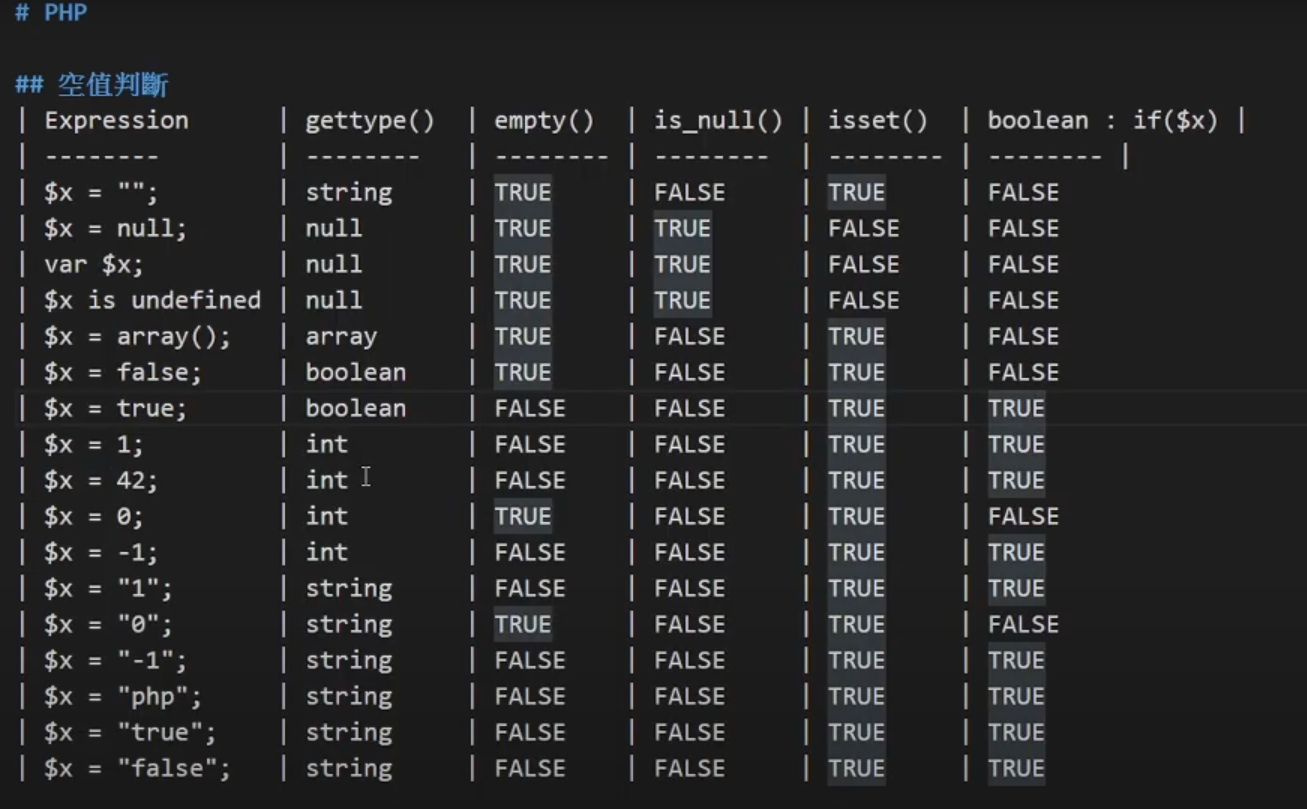 # PHP
## 空值判斷
| Expression | gettype() | empty() | is_null() | isset() | boolean : if($x) |
| -------- | -------- | -------- | -------- | -------- | -------- |
| $x = ""; | string | TRUE | FALSE | TRUE | FALSE
| $x = null; | null | TRUE | TRUE | FALSE | FALSE
| var $x; | null | TRUE | TRUE | FALSE | FALSE
| $x is undefined | null | TRUE | TRUE | FALSE | FALSE
| $x = array(); | array | TRUE | FALSE | TRUE | FALSE
| $x = false; | boolean | TRUE | FALSE | TRUE | FALSE
| $x = true; | boolean | FALSE | FALSE | TRUE | TRUE
| $x = 1; | int | FALSE | FALSE | TRUE | TRUE
| $x = 42; | int | FALSE | FALSE | TRUE | TRUE
| $x = 0; | int | TRUE | FALSE | TRUE | FALSE
| $x = -1; | int | FALSE | FALSE | TRUE | TRUE
| $x = "1"; | string | FALSE | FALSE | TRUE | TRUE
| $x = "0"; | string | TRUE | FALSE | TRUE | FALSE
| $x = "-1"; | string | FALSE | FALSE | TRUE | TRUE
| $x = "php"; | string | FALSE | FALSE | TRUE | TRUE
| $x = "true"; | string | FALSE | FALSE | TRUE | TRUE
| $x = "false"; | string | FALSE | FALSE | TRUE | TRUE